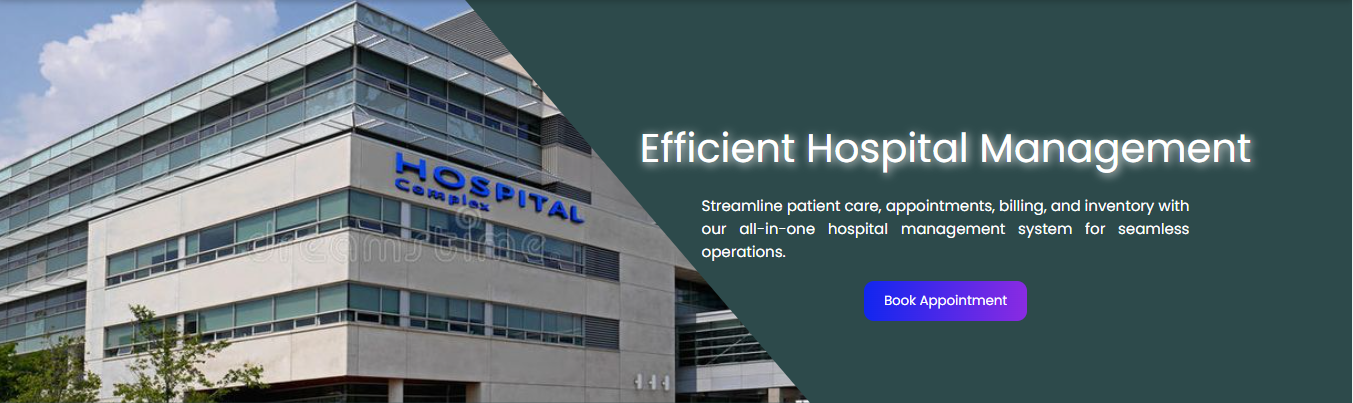 HOSPITAL
Complex
dreamstime
Efficient Hospital Management
Streamline patient care, appointments, billing, and inventory with
our all-in-one hospital management system for seamless
operations.
Book Appointment